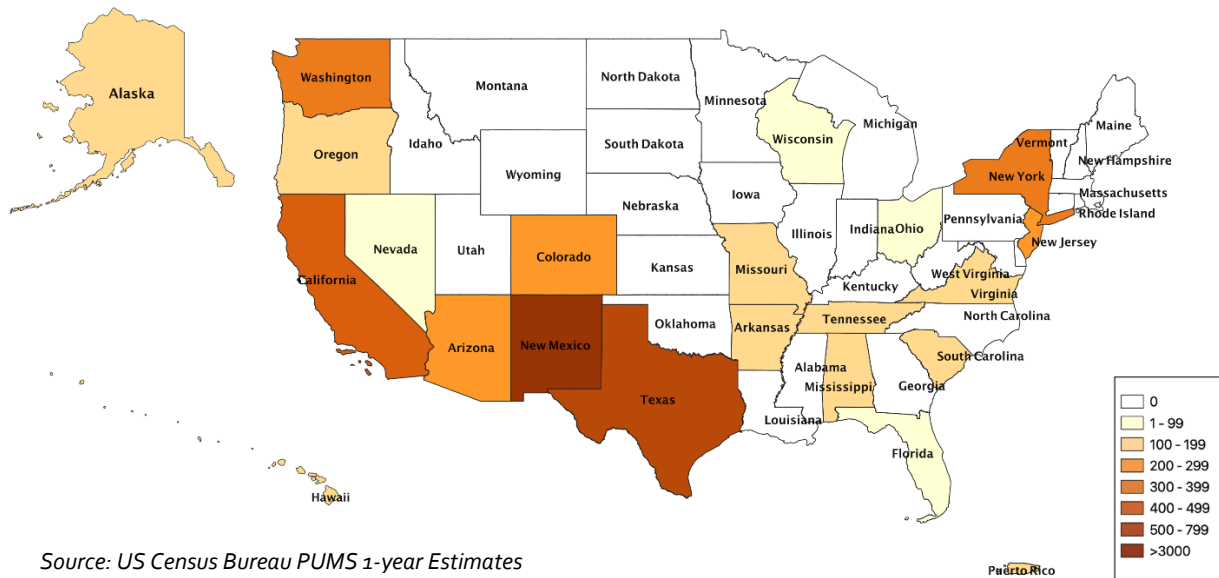 Alaska
Washington
Montana
North Dakota
Minnesota
Maine
Michigan
Wisconsin
Vermont
New Hampshire
Oregon
Idaho
South Dakota
Wyoming
New York
Massachusetts
Rhode Island
Iowa
Nebraska
Pennsylvania
Nevada
Utah
Colorado
Illinois
Indiana
Ohio
New Jersey
California
Kansas
Missouri
West Virginia
Virginia
Kentucky
Arizona
New Mexico
Oklahoma
Arkansas
Tennessee
North Carolina
South Carolina
Alabama
Mississippi
Georgia
Texas
Louisiana
Florida
Hawaii
Puerto Rico
0
1 - 99
100 - 199
200 - 299
300 - 399
400 - 499
500 - 799
>3000
Source: US Census Bureau PUMS 1-year Estimates